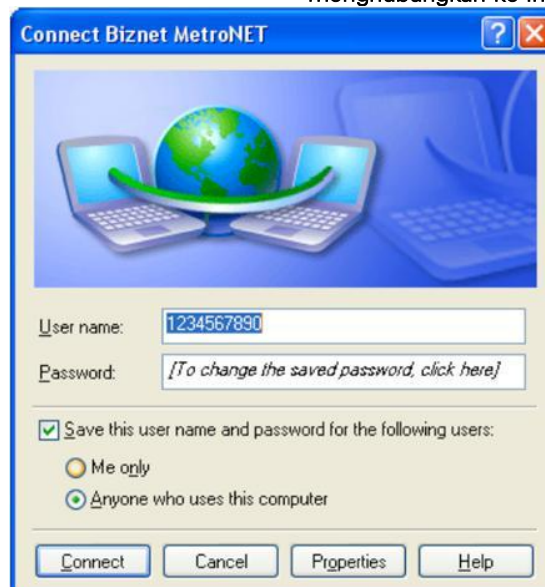 Connect Biznet MetroNET
User name: 1234567890
Password: [To change the saved password, click here]
Save this user name and password for the following users:
Me only
Anyone who uses this computer
Connect Cancel Properties Help